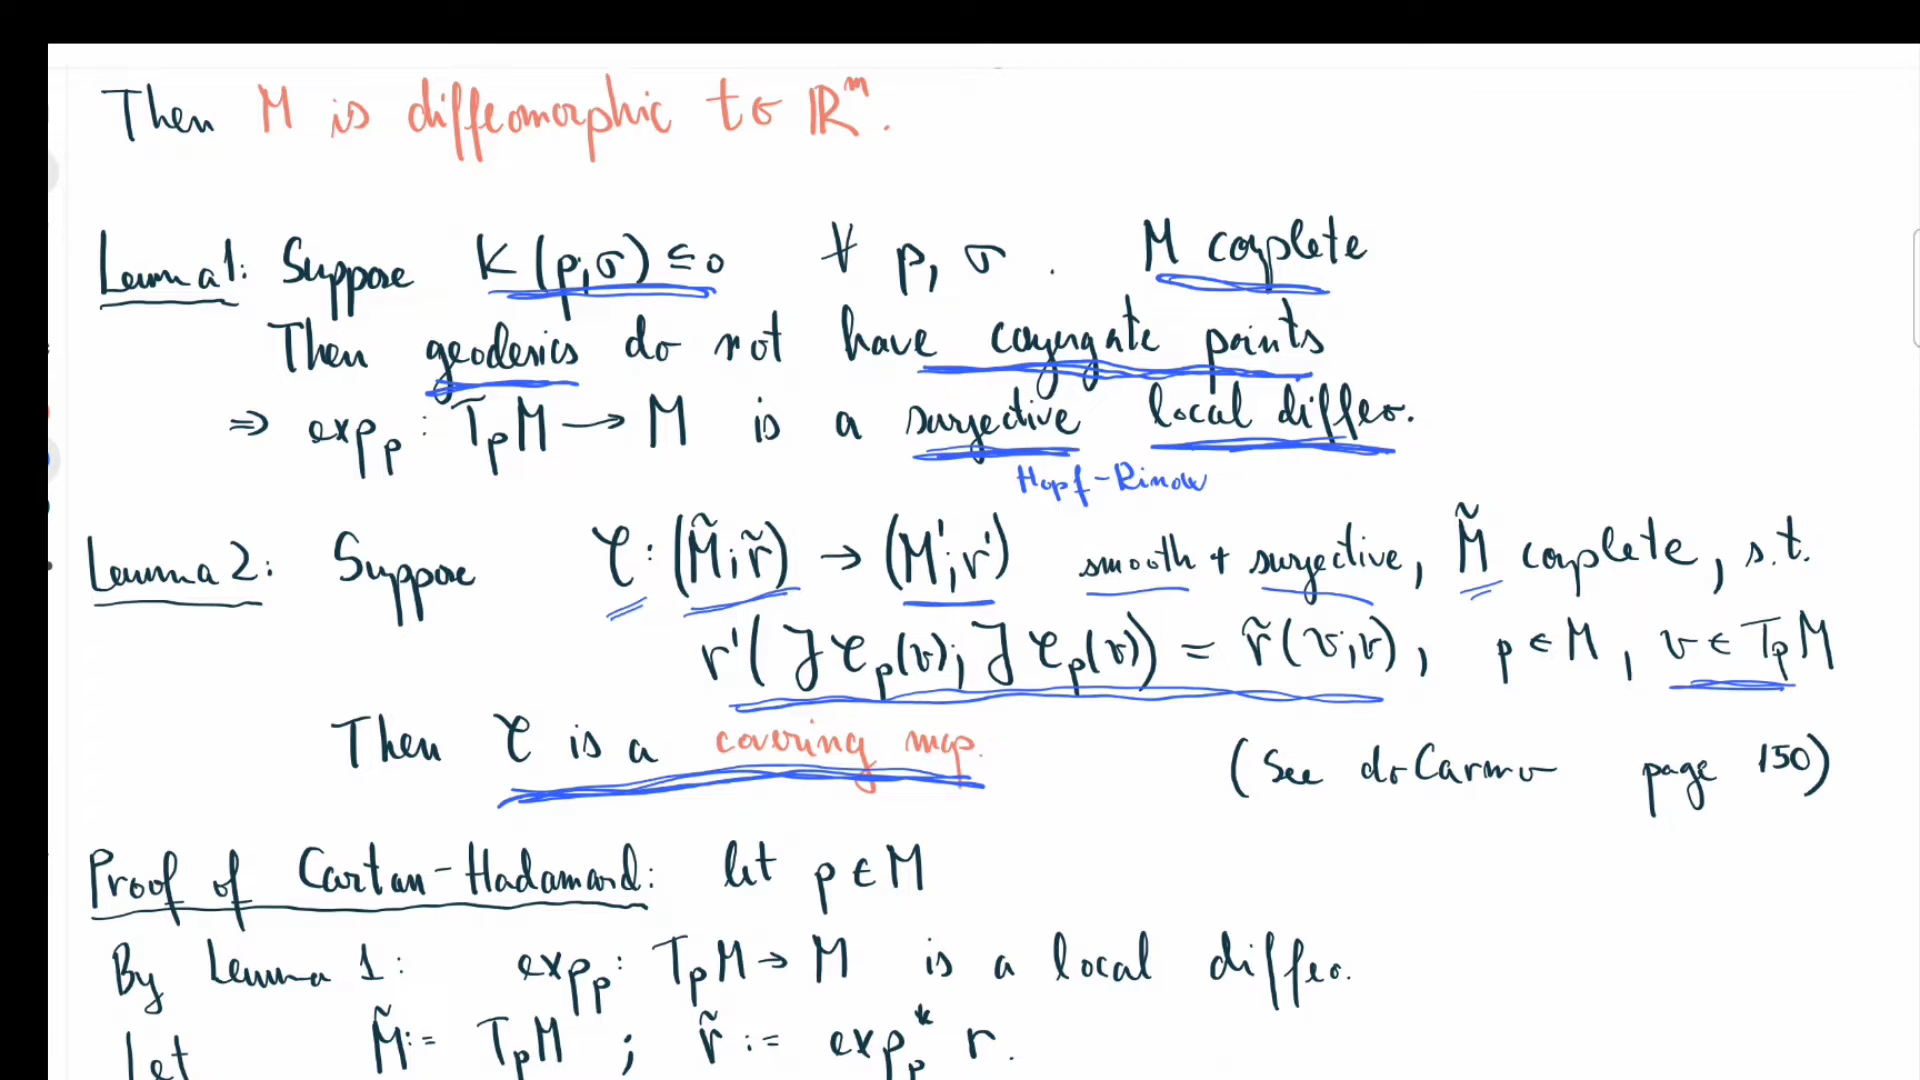 Then M is diffeomorphic to ℝᵐ.
Lemma 1: Suppose K(p,σ) ≤ 0 ∀ p, σ. M complete
Then geodesics do not have conjugate points
⇒ exp_p : T_pM → M is a surjective local diffeo.
Hopf-Rinow
Lemma 2: Suppose φ: (M̃; r̃) → (M'; r') smooth + surjective, M̃ complete, s.t.
r'(Jφ_p(v); Jφ_p(v)) = r̃(v;v), p ∈ M, v ∈ T_pM
Then φ is a covering map.
(See doCarmo page 150)
Proof of Cartan-Hadamard: let p ∈ M
By Lemma 1: exp_p: T_pM → M is a local diffeo.
Let M̃ := T_pM ; r̃ := exp_p^* r.